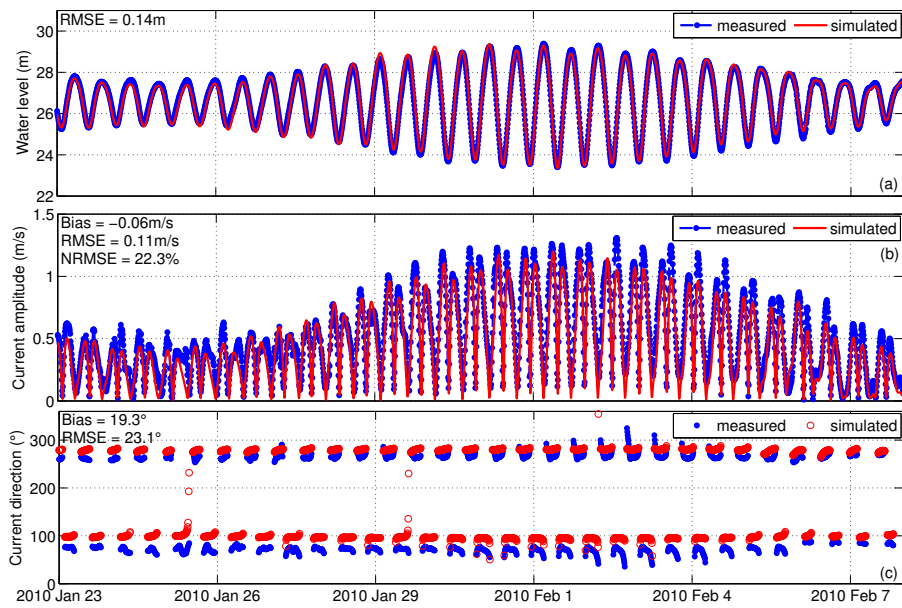 RMSE = 0.14m
measured simulated
30
28
26
24
22
Water level (m)
(a)
Bias = −0.06m/s
RMSE = 0.11m/s
NRMSE = 22.3%
measured simulated
1.5
1
0.5
0
Current amplitude (m/s)
(b)
Bias = 19.3°
RMSE = 23.1°
measured simulated
300
200
100
0
Current direction (°)
(c)
2010 Jan 23 2010 Jan 26 2010 Jan 29 2010 Feb 1 2010 Feb 4 2010 Feb 7